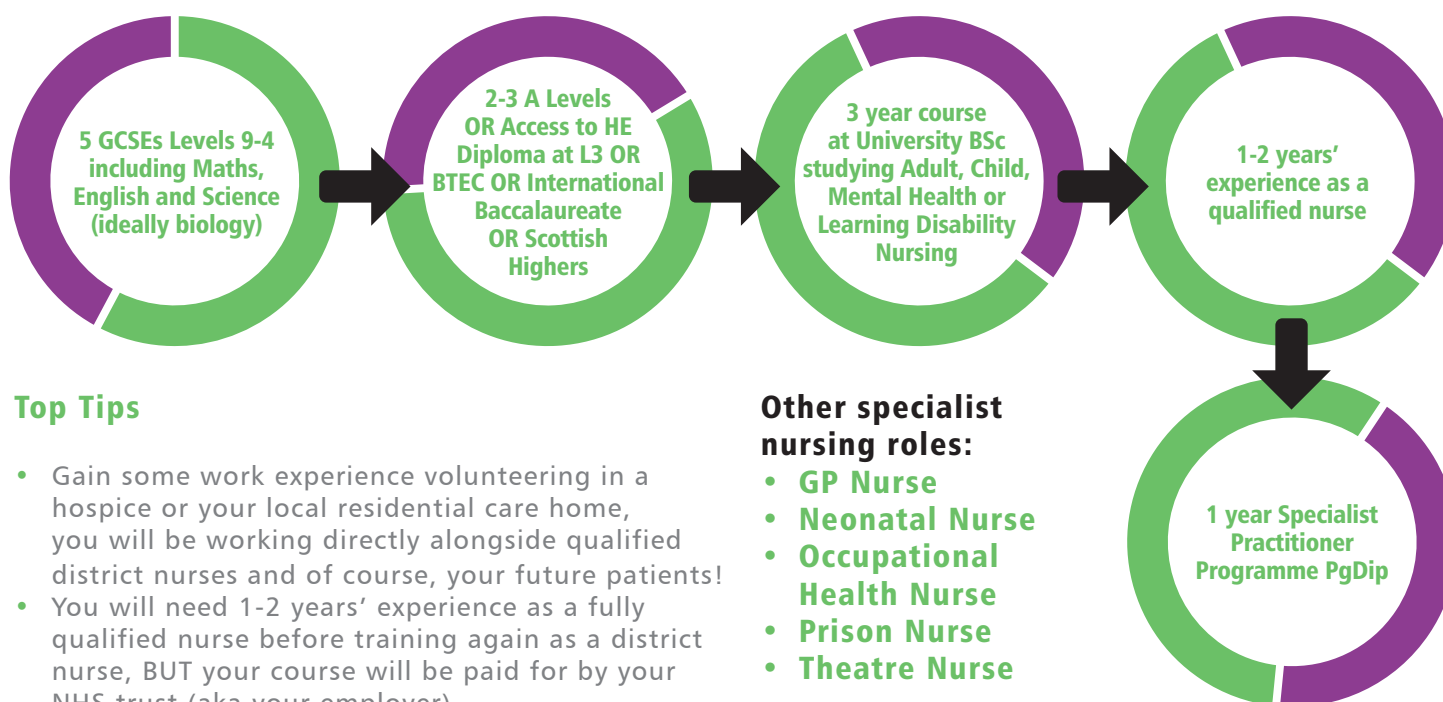 5 GCSEs Levels 9-4
including Maths,
English and Science
(ideally biology)
2-3 A Levels
OR Access to HE
Diploma at L3 OR
BTEC OR International
Baccalaureate
OR Scottish
Highers
3 year course
at University BSc
studying Adult, Child,
Mental Health or
Learning Disability
Nursing
1-2 years’
experience as a
qualified nurse
1 year Specialist
Practitioner
Programme PgDip
Top Tips
• Gain some work experience volunteering in a
hospice or your local residential care home,
you will be working directly alongside qualified
district nurses and of course, your future patients!
• You will need 1-2 years’ experience as a fully
qualified nurse before training again as a district
nurse, BUT your course will be paid for by your
NHS trust (aka your employer)
Other specialist
nursing roles:
• GP Nurse
• Neonatal Nurse
• Occupational
Health Nurse
• Prison Nurse
• Theatre Nurse